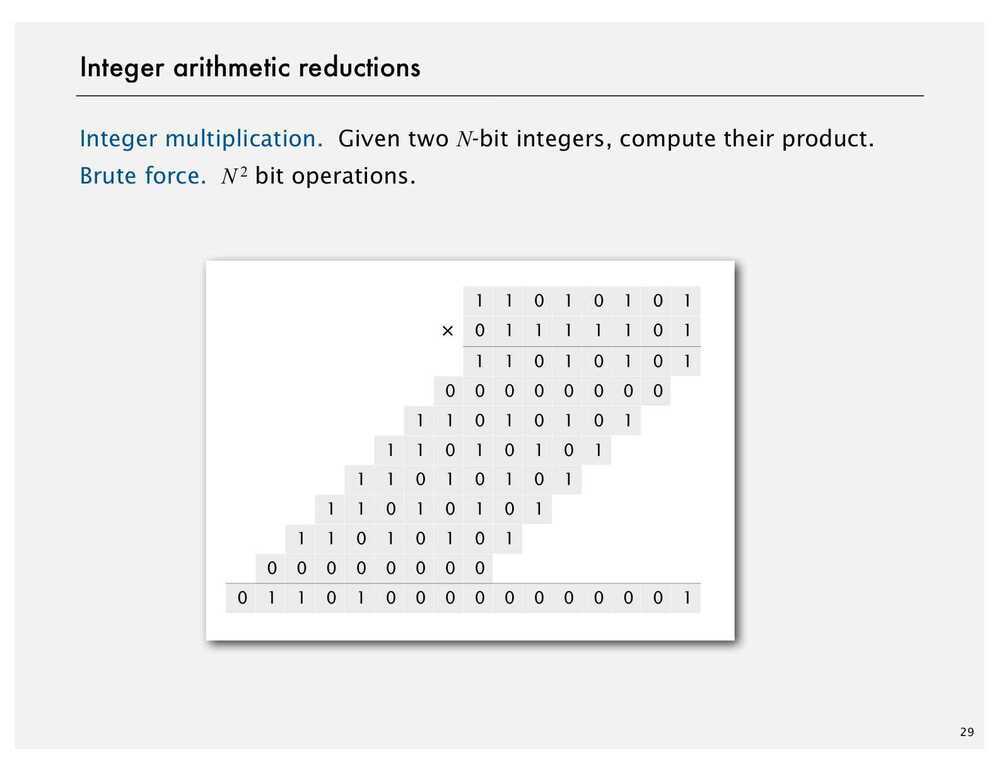 Integer arithmetic reductions
Integer multiplication. Given two N-bit integers, compute their product.
Brute force. N² bit operations.
1 1 0 1 0 1 0 1
× 0 1 1 1 1 1 0 1
1 1 0 1 0 1 0 1
0 0 0 0 0 0 0 0
1 1 0 1 0 1 0 1
1 1 0 1 0 1 0 1
1 1 0 1 0 1 0 1
1 1 0 1 0 1 0 1
1 1 0 1 0 1 0 1
0 0 0 0 0 0 0 0
0 1 1 0 1 0 0 0 0 0 0 0 0 0 0 1
29